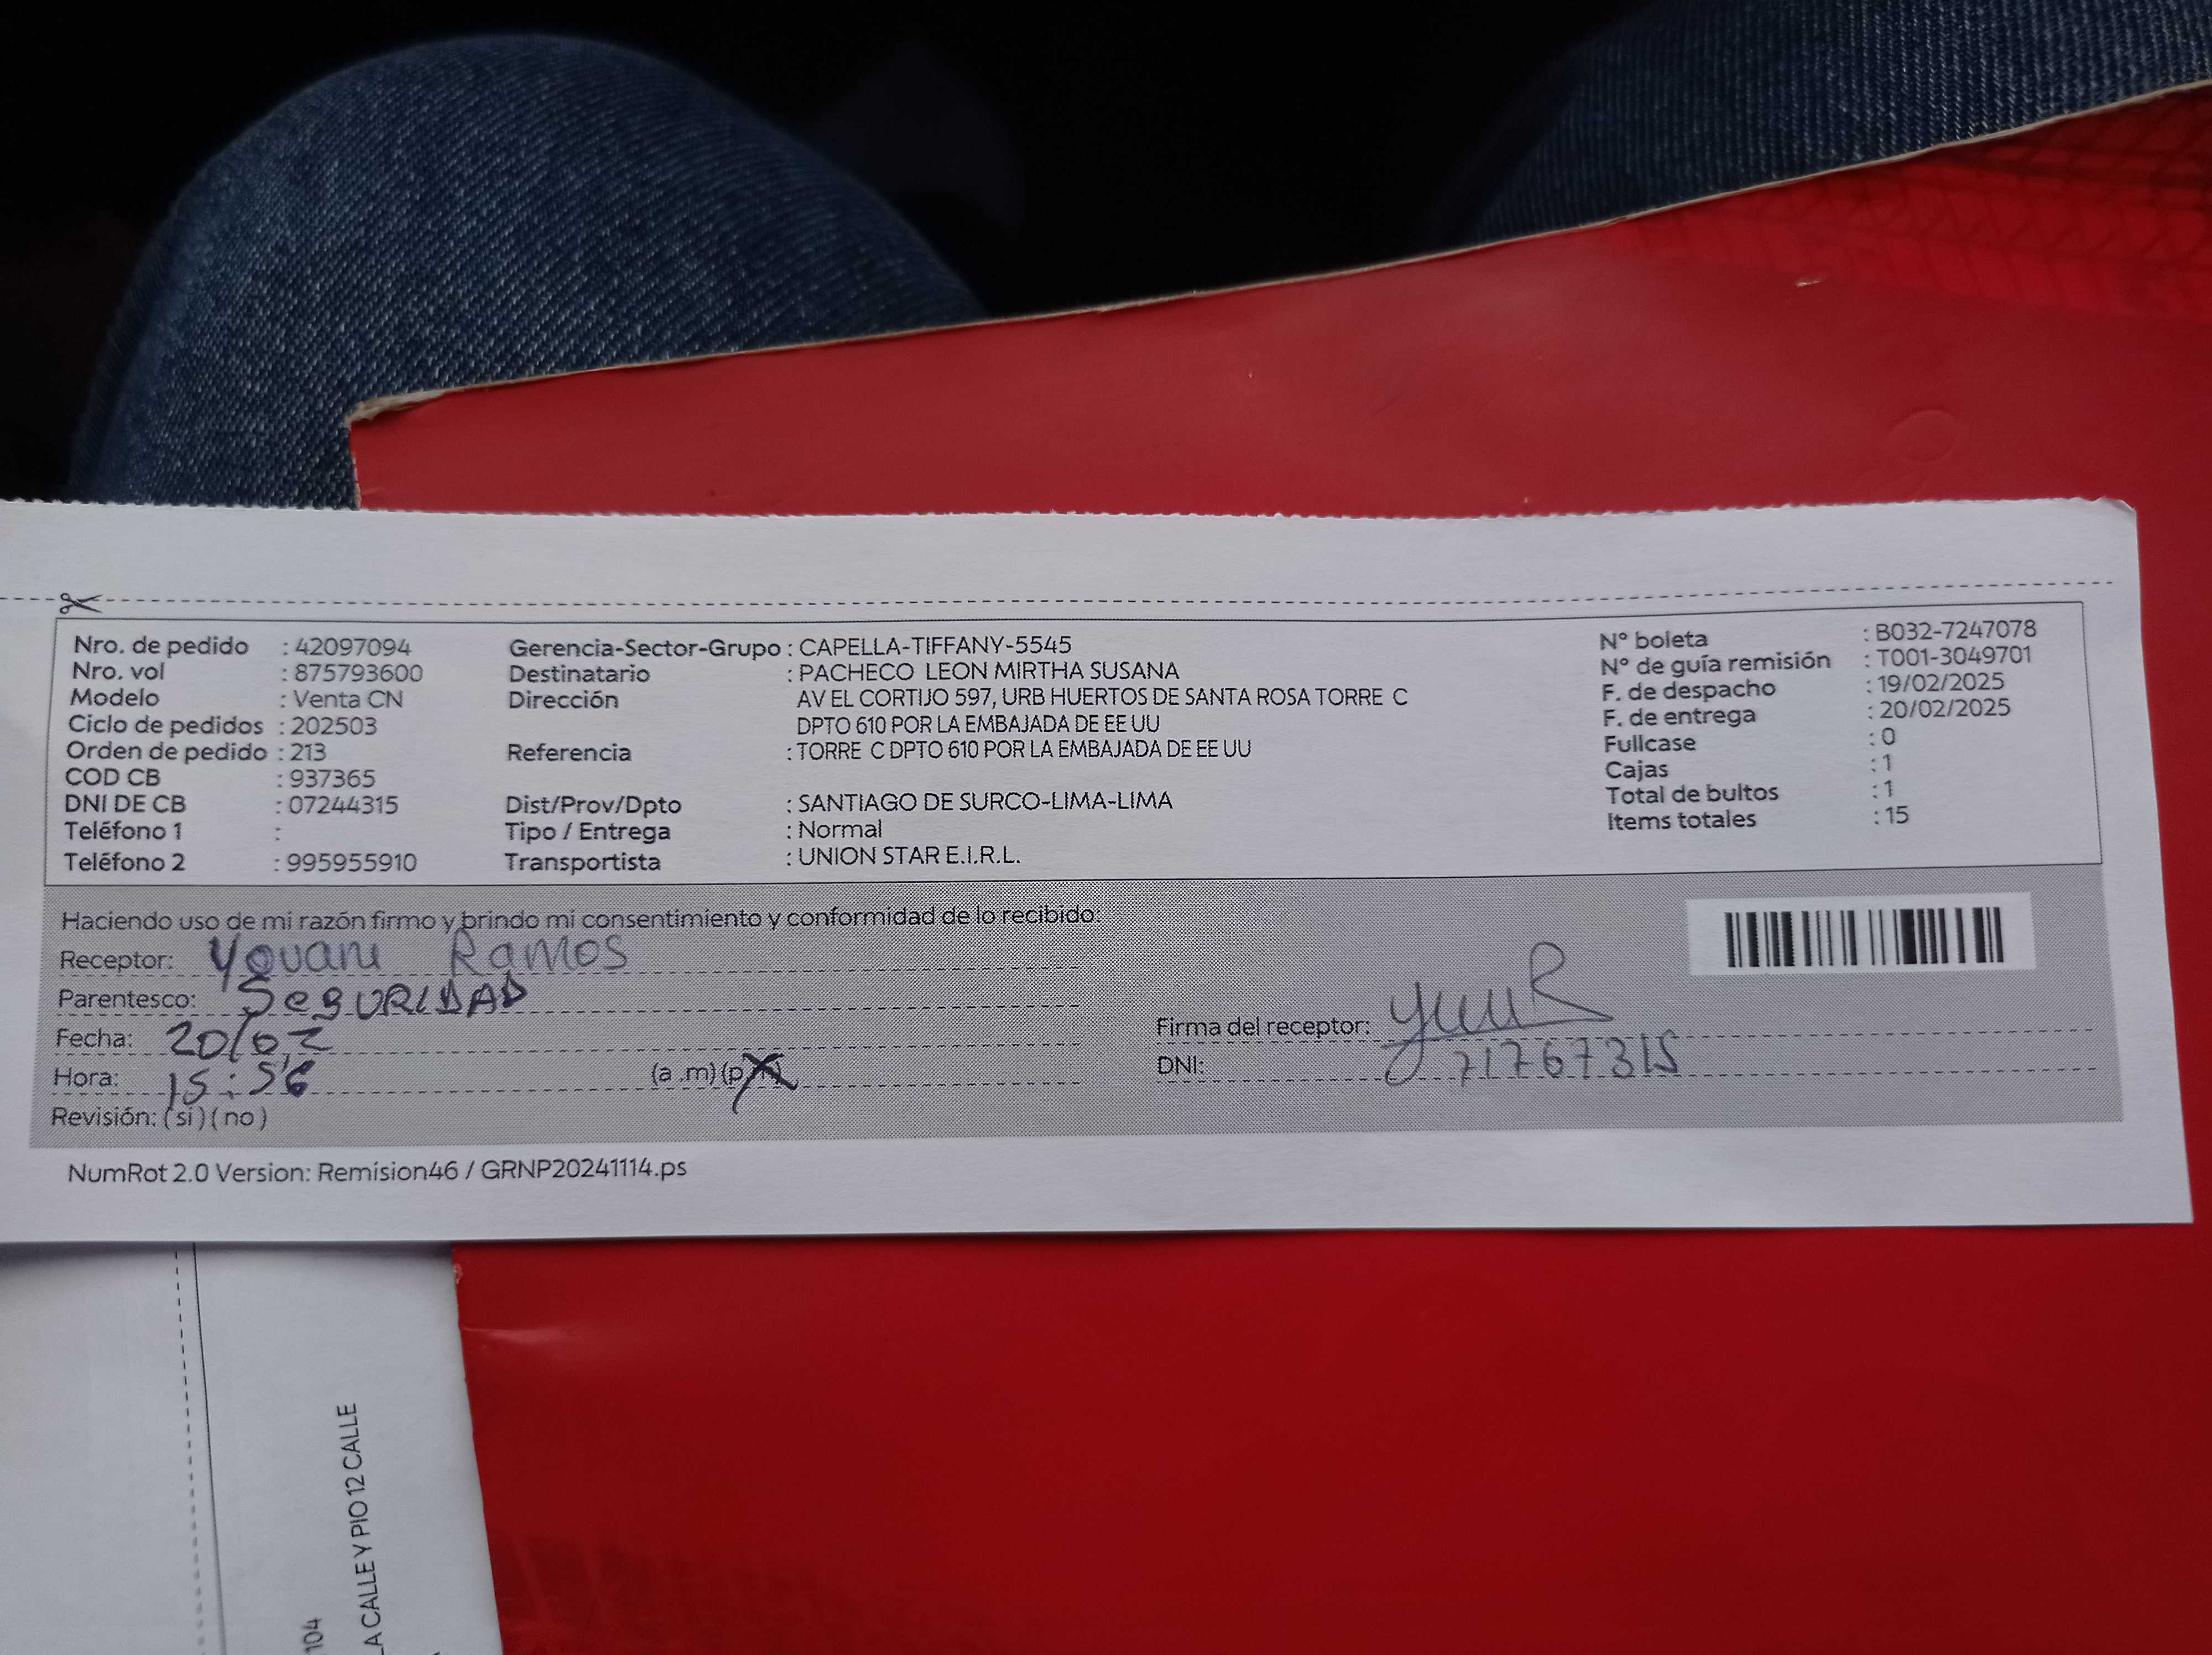 Nro. de pedido : 42097094 Gerencia-Sector-Grupo : CAPELLA-TIFFANY-5545 N° boleta : B032-7247078
Nro. vol : 875793600 Destinatario : PACHECO LEON MIRTHA SUSANA N° de guía remisión : T001-3049701
Modelo : Venta CN Dirección AV EL CORTIJO 597, URB HUERTOS DE SANTA ROSA TORRE C F. de despacho : 19/02/2025
Ciclo de pedidos : 202503 DPTO 610 POR LA EMBAJADA DE EE UU F. de entrega : 20/02/2025
Orden de pedido : 213 Referencia : TORRE C DPTO 610 POR LA EMBAJADA DE EE UU Fullcase : 0
COD CB : 937365 Cajas : 1
DNI DE CB : 07244315 Dist/Prov/Dpto : SANTIAGO DE SURCO-LIMA-LIMA Total de bultos : 1
Teléfono 1 : Tipo / Entrega : Normal Items totales : 15
Teléfono 2 : 995955910 Transportista : UNION STAR E.I.R.L.
Haciendo uso de mi razón firmo y brindo mi consentimiento y conformidad de lo recibido:
Receptor: Yovani Ramos
Parentesco: SeGURIDAD
Fecha: 20/02 Firma del receptor:
Hora: 15:56 (a .m) (p DNI: 71767315
Revisión: ( si ) ( no )
NumRot 2.0 Version: Remision46 / GRNP20241114.ps
104
LA CALLE Y PIO 12 CALLE